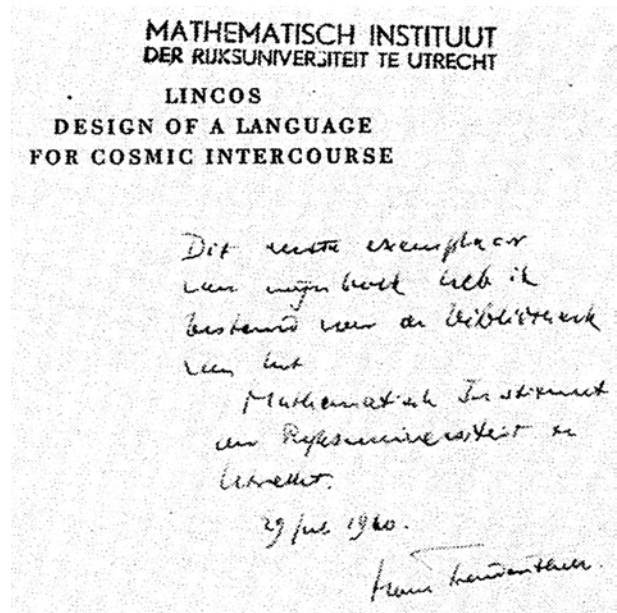 MATHEMATISCH INSTITUUT
DER RIJKSUNIVERSITEIT TE UTRECHT
LINCOS
DESIGN OF A LANGUAGE
FOR COSMIC INTERCOURSE
Dit eerste exemplaar
van mijn boek heb ik
bestemd voor de bibliotheek
van het
Mathematisch Instituut
der Rijksuniversiteit te
Utrecht.
29 juli 1960.
Hans Freudenthal.